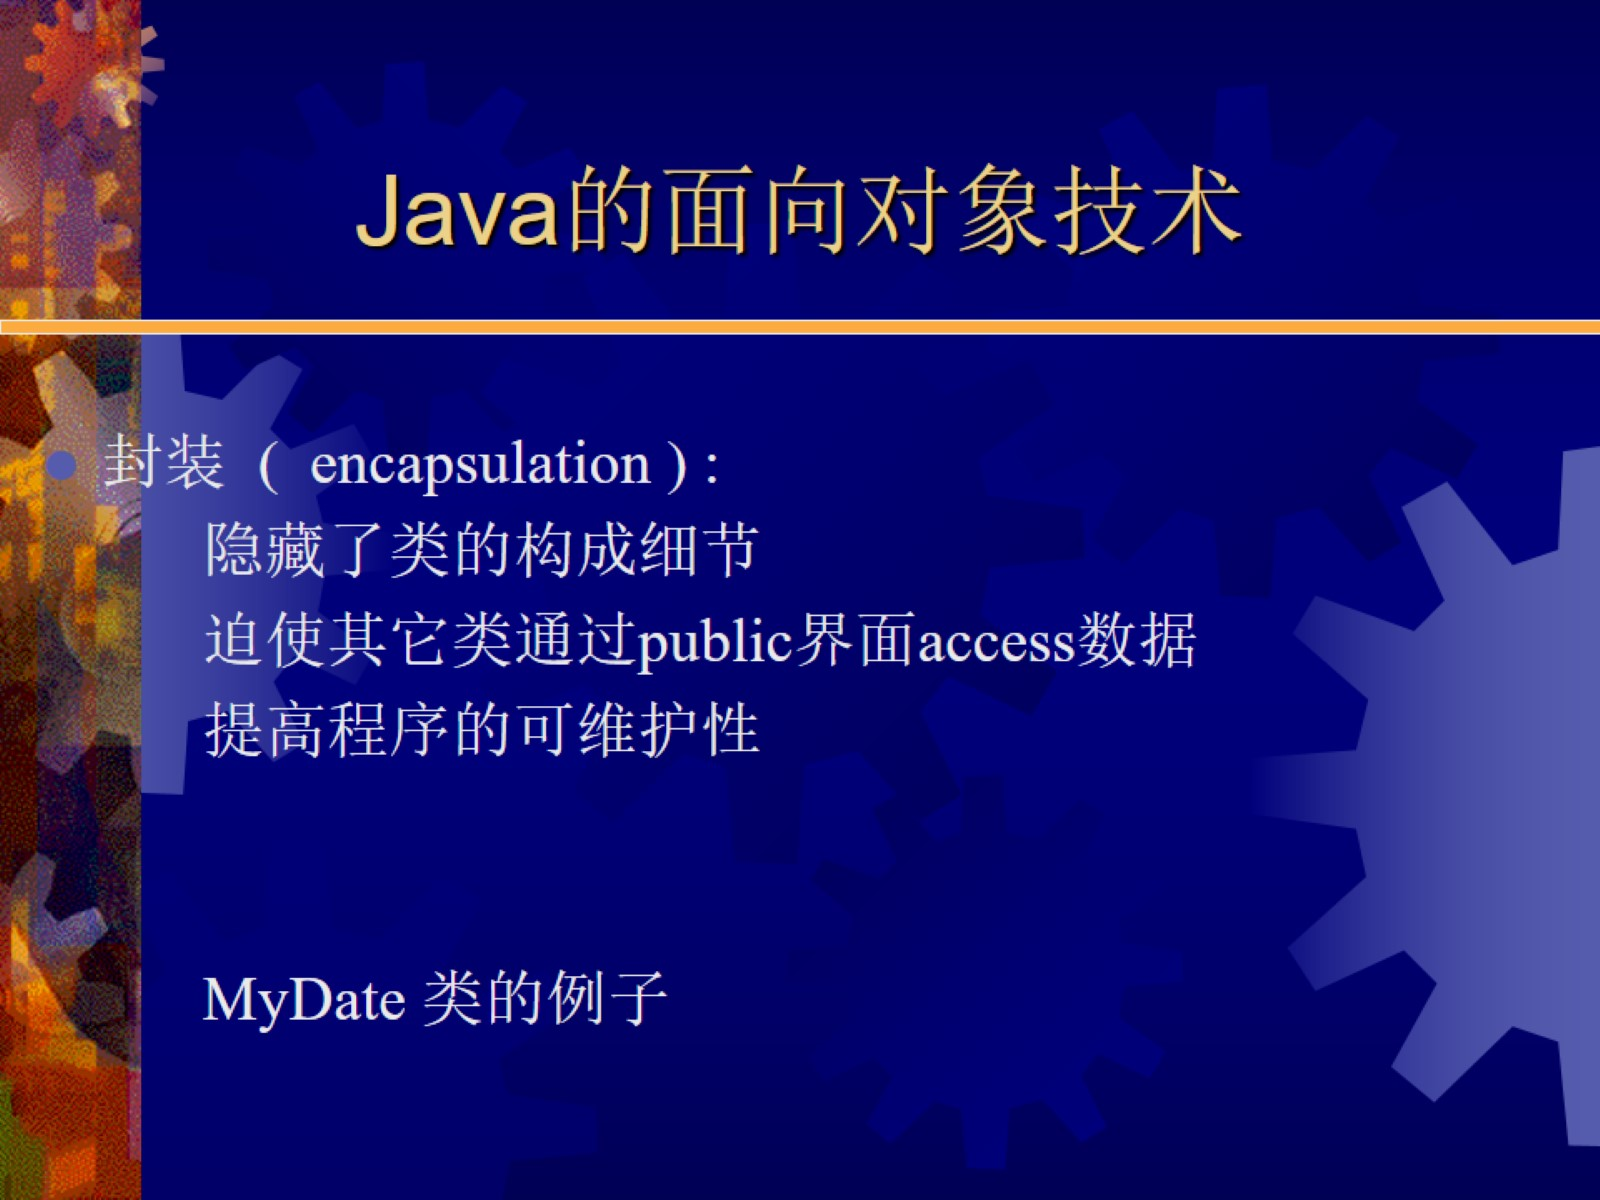 Java的面向对象技术
封装 ( encapsulation ) :
隐藏了类的构成细节
迫使其它类通过public界面access数据
提高程序的可维护性
MyDate 类的例子